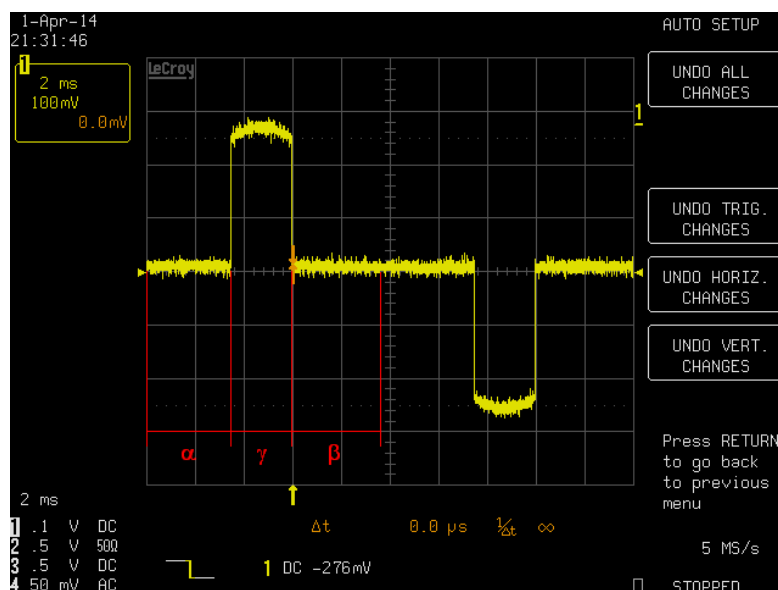 1-Apr-14
21:31:46
1
2 ms
100mV
0.0mV
LeCroy
1
α γ β
2 ms
1 .1 V DC
2 .5 V 50Ω
3 .5 V DC
4 50 mV AC
Δt 0.0 µs 1/Δt ∞
1 DC -276mV
AUTO SETUP
UNDO ALL
CHANGES
UNDO TRIG.
CHANGES
UNDO HORIZ.
CHANGES
UNDO VERT.
CHANGES
Press RETURN
to go back
to previous
menu
5 MS/s
STOPPED